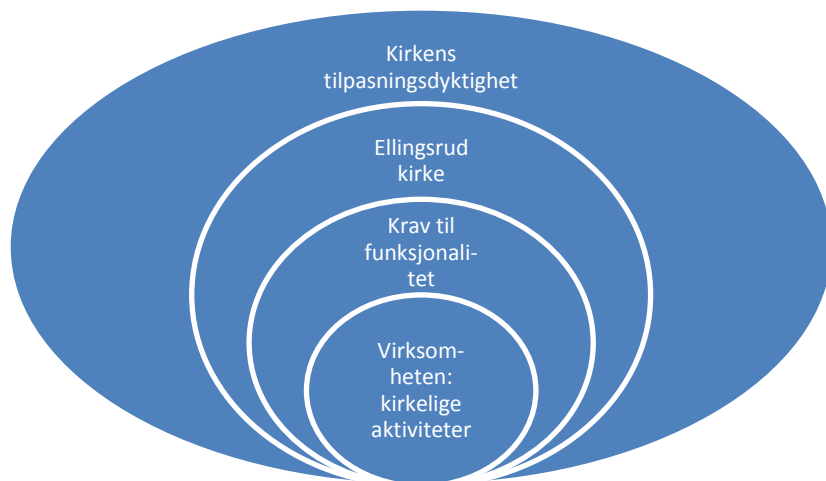 Kirkens
tilpasningsdyktighet
Ellingsrud
kirke
Krav til
funksjonali-
tet
Virksom-
heten:
kirkelige
aktiviteter